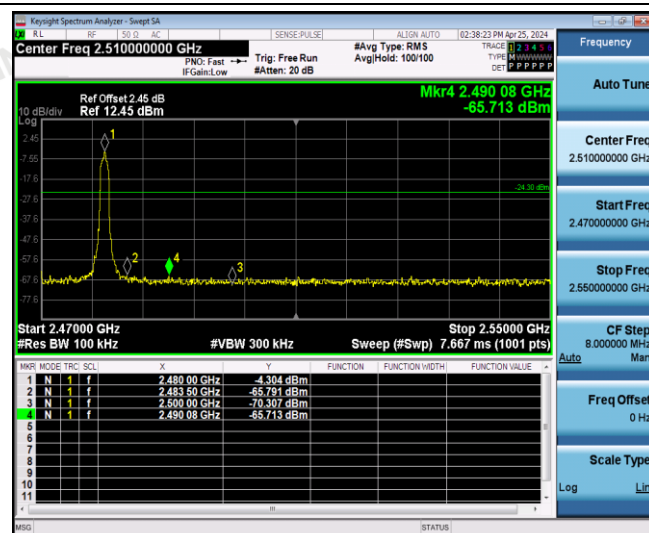 Keysight Spectrum Analyzer - Swept SA
RL RF 50 Ω AC SENSE:PULSE ALIGN AUTO 02:38:23 PM Apr 25, 2024
Center Freq 2.510000000 GHz #Avg Type: RMS TRACE 1 2 3 4 5 6
PNO: Fast Trig: Free Run Avg|Hold: 100/100 TYPE M WWWWW
IFGain:Low #Atten: 20 dB DET P P P P P P
Mkr4 2.490 08 GHz
-65.713 dBm
Ref Offset 2.45 dB
10 dB/div Ref 12.45 dBm
Log
2.45
-7.55
-17.6
-27.6
-37.6
-47.6
-57.6
-67.6
-77.6
-24.30 dBm
1
2
4
3
Start 2.47000 GHz Stop 2.55000 GHz
#Res BW 100 kHz #VBW 300 kHz Sweep (#Swp) 7.667 ms (1001 pts)
MKR MODE TRC SCL X Y FUNCTION FUNCTION WIDTH FUNCTION VALUE
1 N 1 f 2.480 00 GHz -4.304 dBm
2 N 1 f 2.483 50 GHz -65.791 dBm
3 N 1 f 2.500 00 GHz -70.307 dBm
4 N 1 f 2.490 08 GHz -65.713 dBm
5
6
7
8
9
10
11
MSG STATUS
Frequency
Auto Tune
Center Freq
2.510000000 GHz
Start Freq
2.470000000 GHz
Stop Freq
2.550000000 GHz
CF Step
8.000000 MHz
Auto Man
Freq Offset
0 Hz
Scale Type
Log Lin